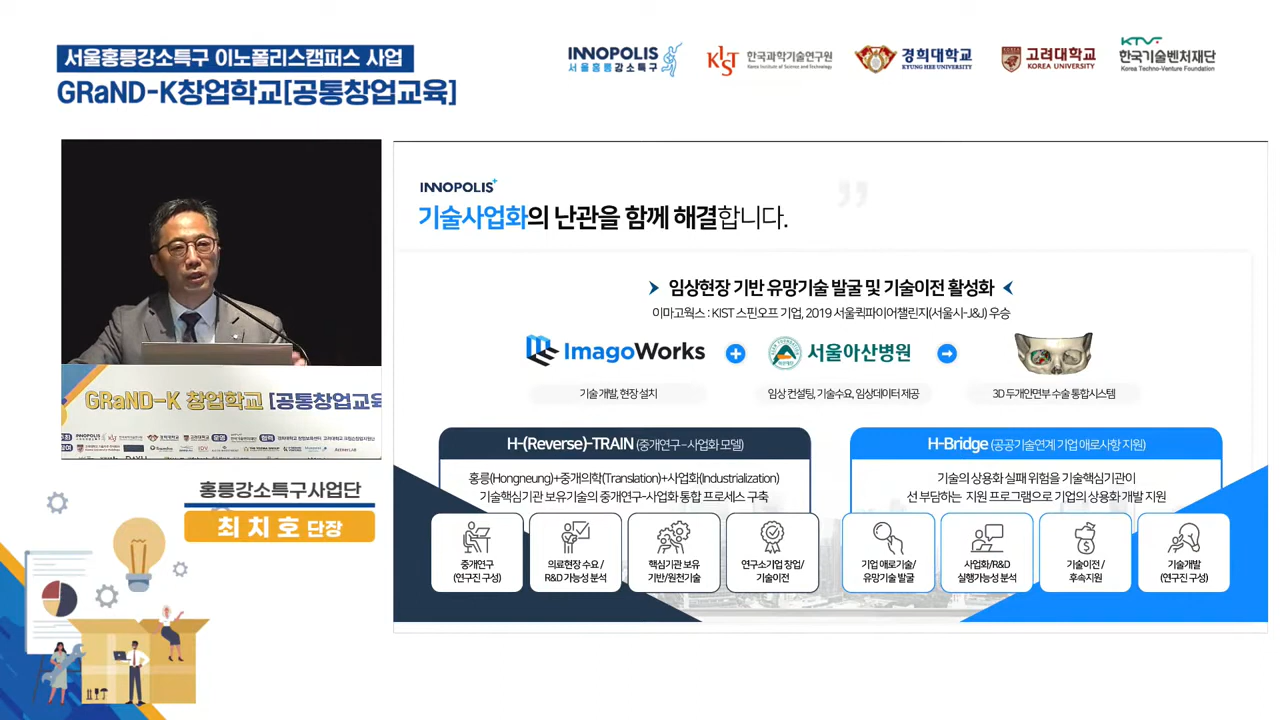 서울홍릉강소특구 이노폴리스캠퍼스 사업
GRaND-K창업학교[공통창업교육]
INNOPOLIS
서울홍릉강소특구
KIST 한국과학기술연구원
Korea Institute of Science and Technology
경희대학교
KYUNG HEE UNIVERSITY
고려대학교
KOREA UNIVERSITY
KTVF
한국기술벤처재단
Korea Techno-Venture Foundation
INNOPOLIS+
기술사업화의 난관을 함께 해결합니다.
임상현장 기반 유망기술 발굴 및 기술이전 활성화
이마고웍스 : KIST 스핀오프 기업, 2019 서울퀵파이어챌린지(서울시-J&J) 우승
ImagoWorks
서울아산병원
기술 개발, 현장 설치
임상 컨설팅, 기술수요, 임상데이터 제공
3D 두개안면부 수술 통합시스템
H-(Reverse)-TRAIN (중개연구-사업화 모델)
홍릉(Hongneung)+중개의학(Translation)+사업화(Industrialization)
기술핵심기관 보유기술의 중개연구-사업화 통합 프로세스 구축
중개연구
(연구진 구성)
의료현장 수요 /
R&D 가능성 분석
핵심기관 보유
기반/원천기술
연구소기업 창업/
기술이전
H-Bridge (공공기술연계 기업 애로사항 지원)
기술의 상용화 실패 위험을 기술핵심기관이
선 부담하는 지원 프로그램으로 기업의 상용화 개발 지원
기업 애로기술/
유망기술 발굴
사업화/R&D
실행가능성 분석
기술이전 /
후속지원
기술개발
(연구진 구성)
GRaND-K 창업학교 [공통창업교육
홍릉강소특구사업단
최치호 단장